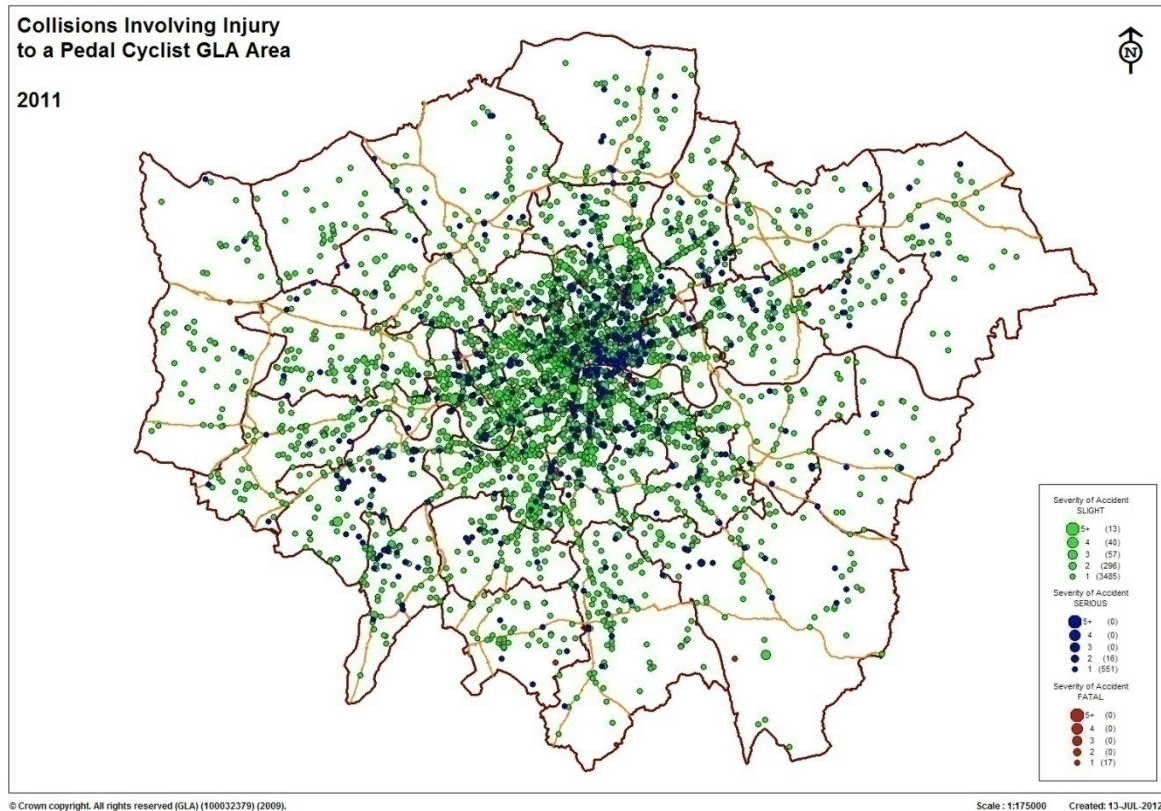 Collisions Involving Injury
to a Pedal Cyclist GLA Area
2011
N
Severity of Accident
SLIGHT
5+ (13)
4 (40)
3 (57)
2 (296)
1 (3485)
Severity of Accident
SERIOUS
5+ (0)
4 (0)
3 (0)
2 (16)
1 (551)
Severity of Accident
FATAL
5+ (0)
4 (0)
3 (0)
2 (0)
1 (17)
© Crown copyright. All rights reserved (GLA) (100032379) (2009).
Scale : 1:175000 Created: 13-JUL-2012